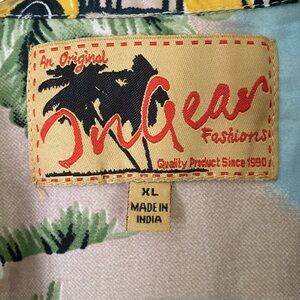 An Original
InGear
Fashions
Quality Product Since 1990
XL
MADE IN
INDIA